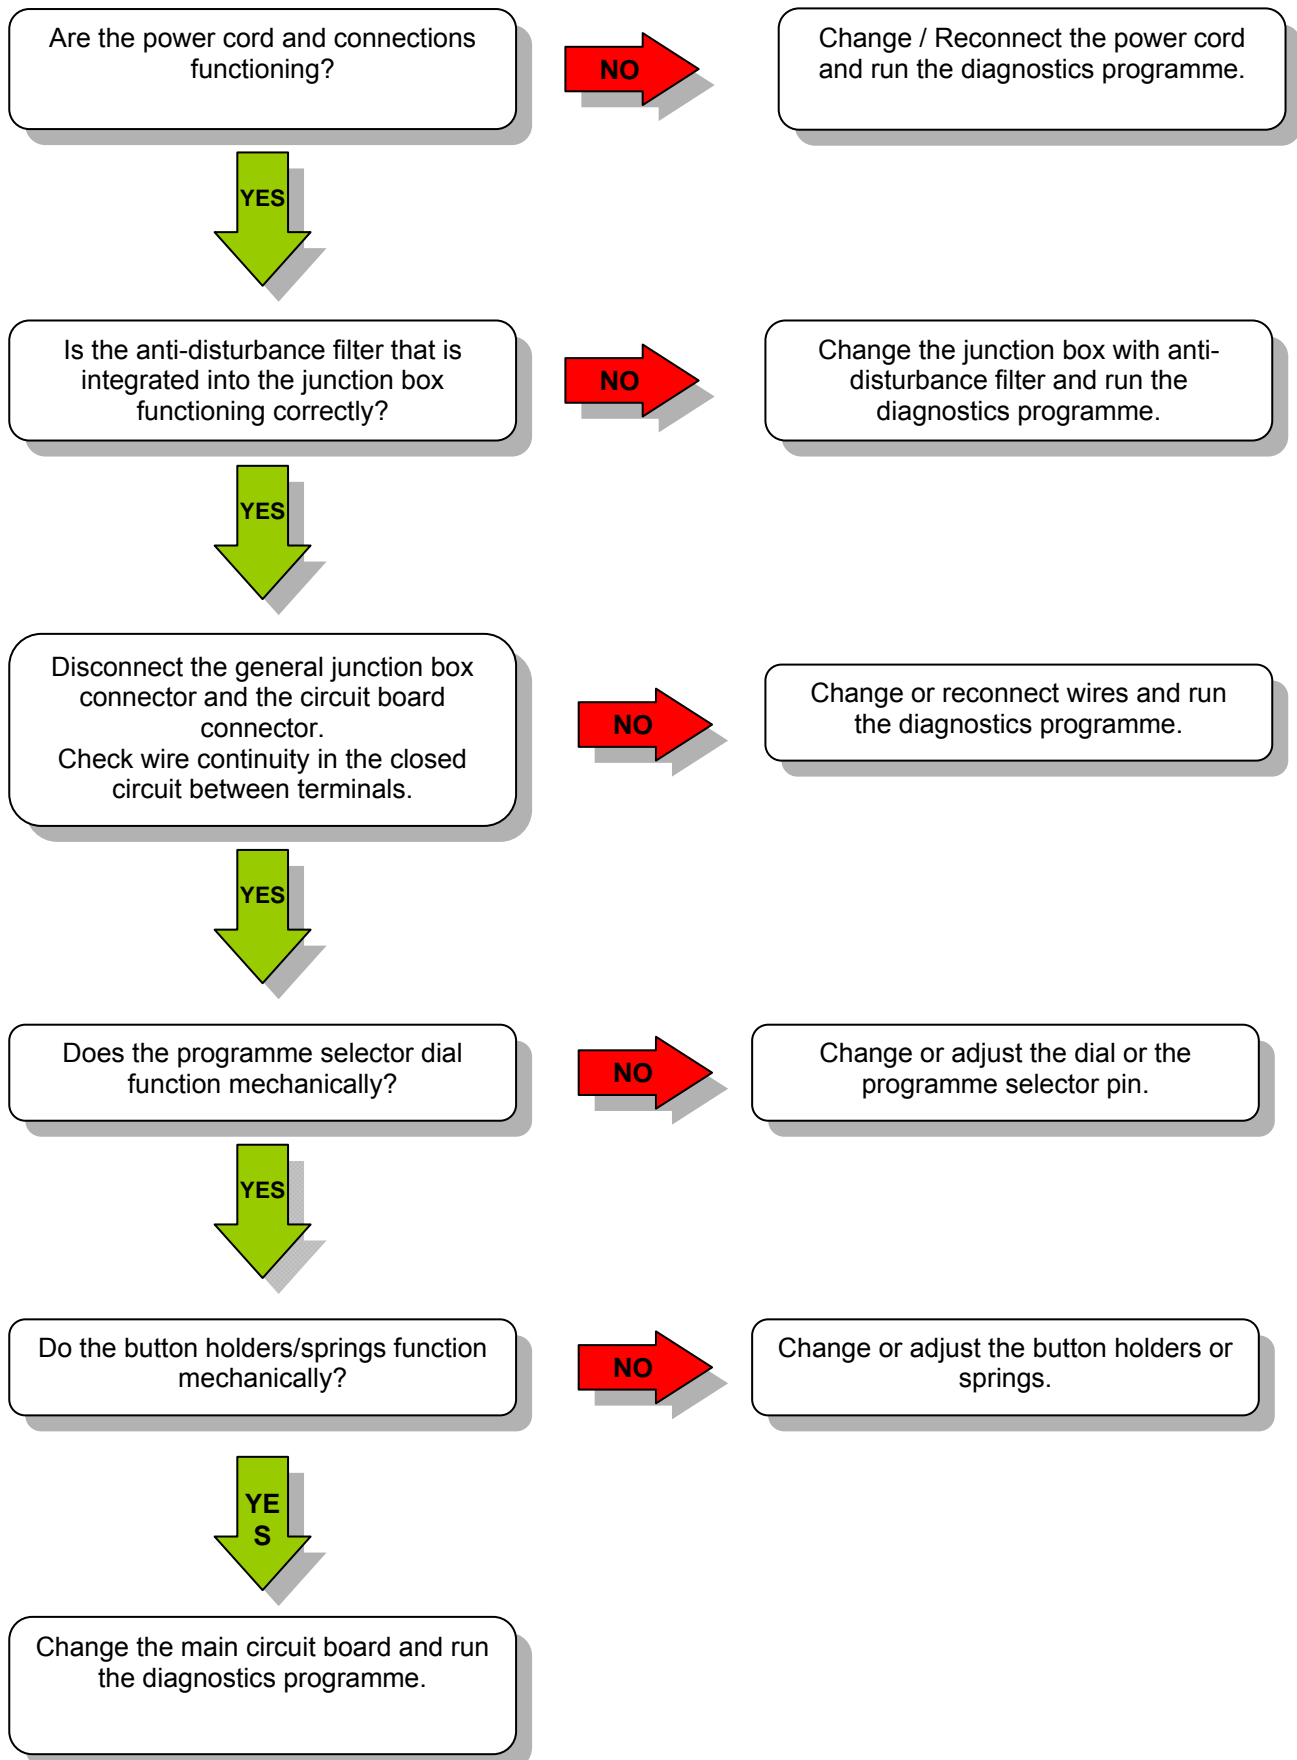 Are the power cord and connections
functioning?
NO
Change / Reconnect the power cord
and run the diagnostics programme.
YES
Is the anti-disturbance filter that is
integrated into the junction box
functioning correctly?
NO
Change the junction box with anti-
disturbance filter and run the
diagnostics programme.
YES
Disconnect the general junction box
connector and the circuit board
connector.
Check wire continuity in the closed
circuit between terminals.
NO
Change or reconnect wires and run
the diagnostics programme.
YES
Does the programme selector dial
function mechanically?
NO
Change or adjust the dial or the
programme selector pin.
YES
Do the button holders/springs function
mechanically?
NO
Change or adjust the button holders or
springs.
YE
S
Change the main circuit board and run
the diagnostics programme.